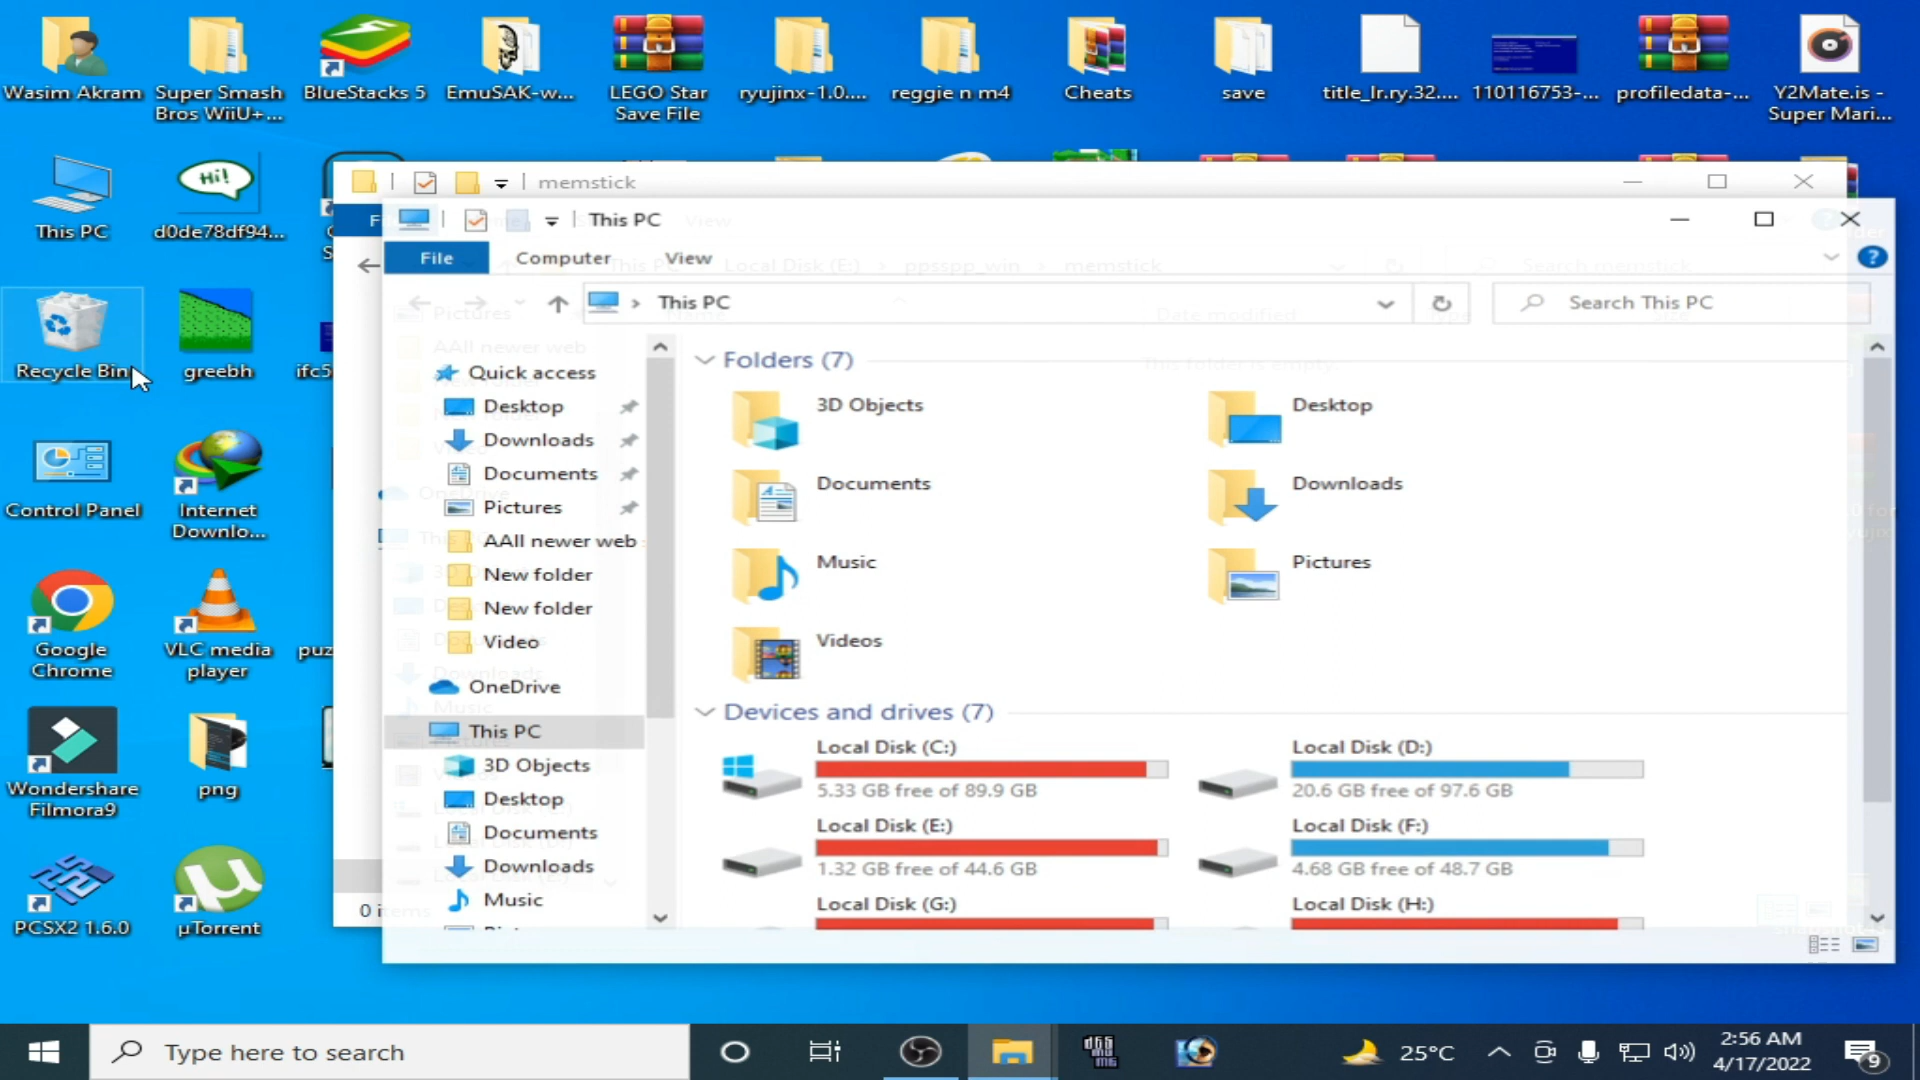 Wasim Akram
Super Smash
Bros WiiU+...
BlueStacks 5
EmuSAK-w...
LEGO Star
Save File
ryujinx-1.0....
reggie n m4
Cheats
save
title_lr.ry.32....
110116753-...
profiledata-...
Y2Mate.is -
Super Mari...
This PC
Hi!
d0de78df94...
Recycle Bin
greebh
Control Panel
Internet
Downlo...
Google
Chrome
VLC media
player
Wondershare
Filmora9
png
PCSX2 1.6.0
µTorrent
memstick
This PC
View
File
Computer
View
This PC
Local Disk (E:)
ppsspp_win
memstick
Search memstick
This PC
Search This PC
Name
Date modified
This folder is empty.
Quick access
Desktop
Downloads
Documents
Pictures
AAll newer web
New folder
New folder
Video
OneDrive
This PC
3D Objects
Desktop
Documents
Downloads
Music
Folders (7)
3D Objects
Desktop
Documents
Downloads
Music
Pictures
Videos
Devices and drives (7)
Local Disk (C:)
5.33 GB free of 89.9 GB
Local Disk (D:)
20.6 GB free of 97.6 GB
Local Disk (E:)
1.32 GB free of 44.6 GB
Local Disk (F:)
4.68 GB free of 48.7 GB
Local Disk (G:)
Local Disk (H:)
0 items
Type here to search
25°C
2:56 AM
4/17/2022
9